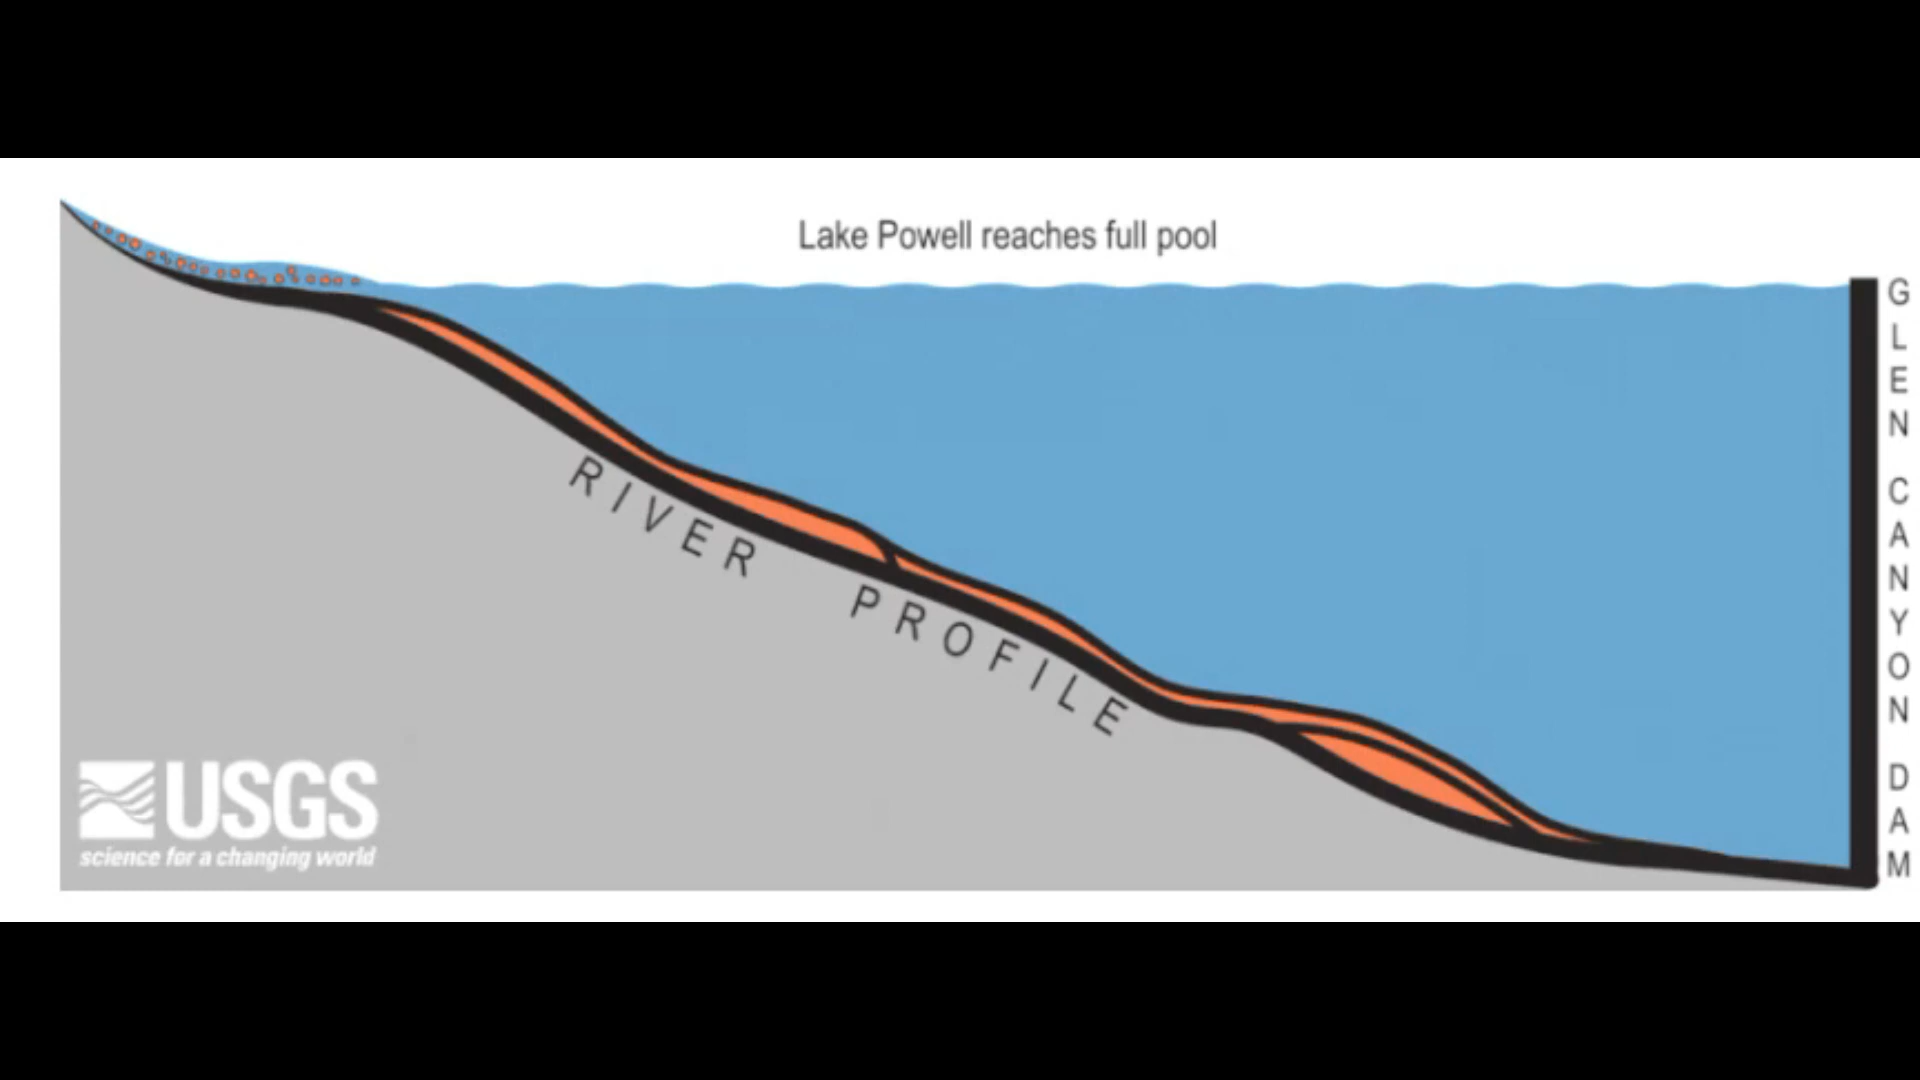 Lake Powell reaches full pool
RIVER PROFILE
GLEN CANYON DAM
USGS
science for a changing world